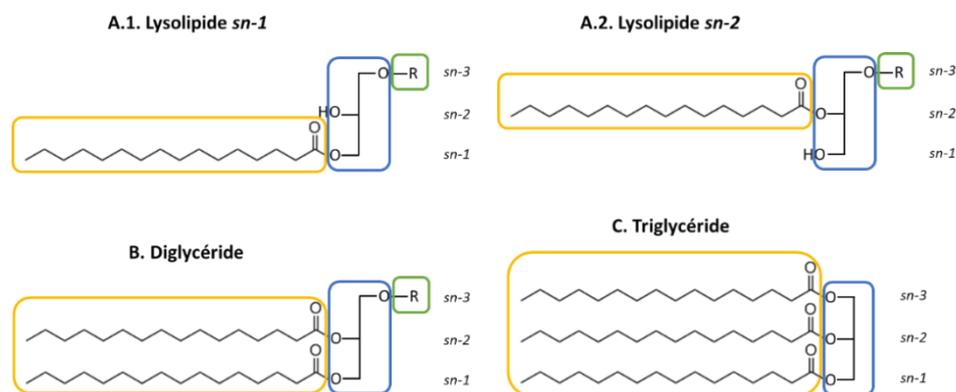 A.1. Lysolipide sn-1
O R sn-3
HO sn-2
O
O sn-1
A.2. Lysolipide sn-2
O R sn-3
O
O sn-2
HO sn-1
B. Diglycéride
O R sn-3
O
O sn-2
O
O sn-1
C. Triglycéride
O
O sn-3
O
O sn-2
O
O sn-1